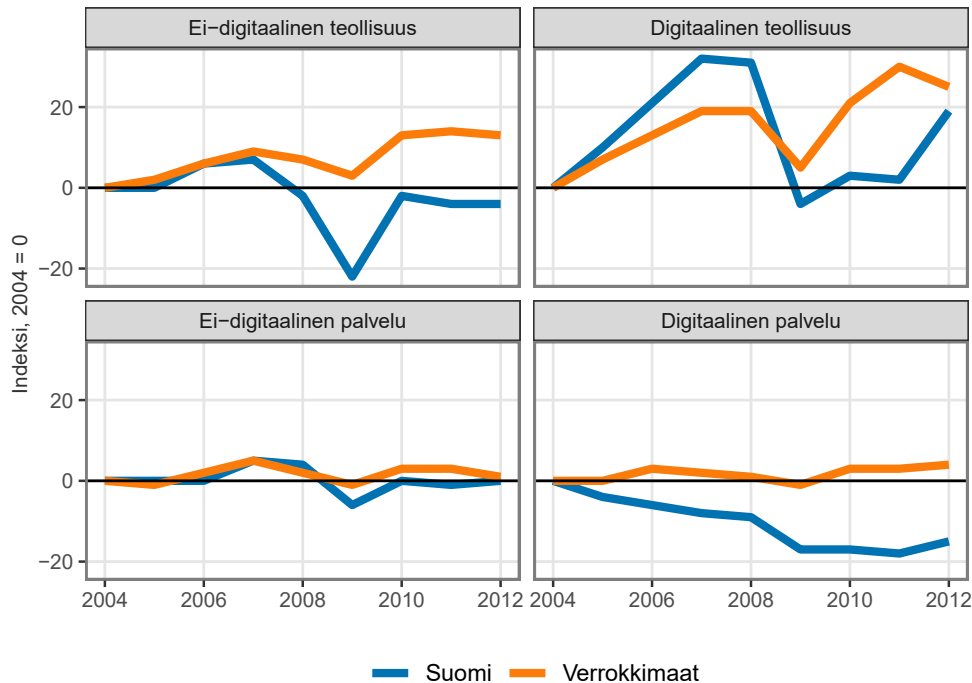 Ei−digitaalinen teollisuus
Digitaalinen teollisuus
20
0
−20
Indeksi, 2004 = 0
Ei−digitaalinen palvelu
Digitaalinen palvelu
20
0
−20
2004 2006 2008 2010 2012
2004 2006 2008 2010 2012
Suomi Verrokkimaat